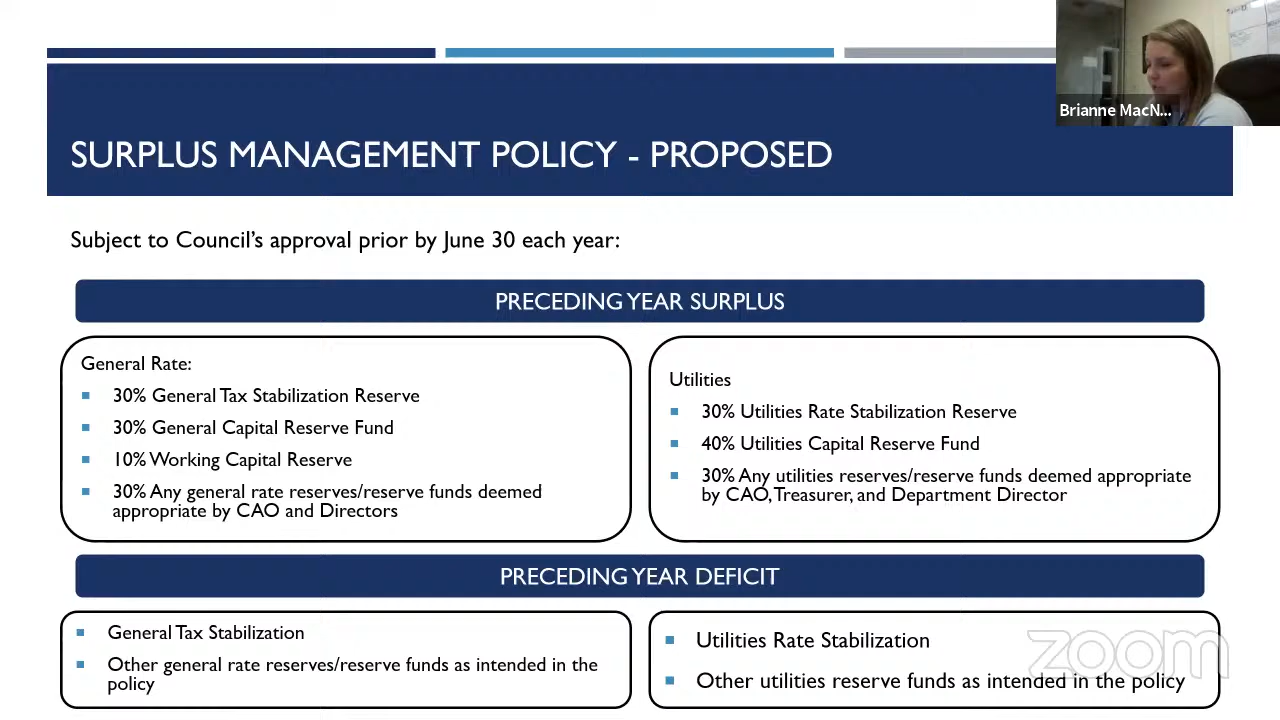 Brianne MacN...
SURPLUS MANAGEMENT POLICY - PROPOSED
Subject to Council's approval prior by June 30 each year:
PRECEDING YEAR SURPLUS
General Rate:
30% General Tax Stabilization Reserve
30% General Capital Reserve Fund
10% Working Capital Reserve
30% Any general rate reserves/reserve funds deemed
appropriate by CAO and Directors
Utilities
30% Utilities Rate Stabilization Reserve
40% Utilities Capital Reserve Fund
30% Any utilities reserves/reserve funds deemed appropriate
by CAO, Treasurer, and Department Director
PRECEDING YEAR DEFICIT
General Tax Stabilization
Other general rate reserves/reserve funds as intended in the
policy
Utilities Rate Stabilization
Other utilities reserve funds as intended in the policy
zoom